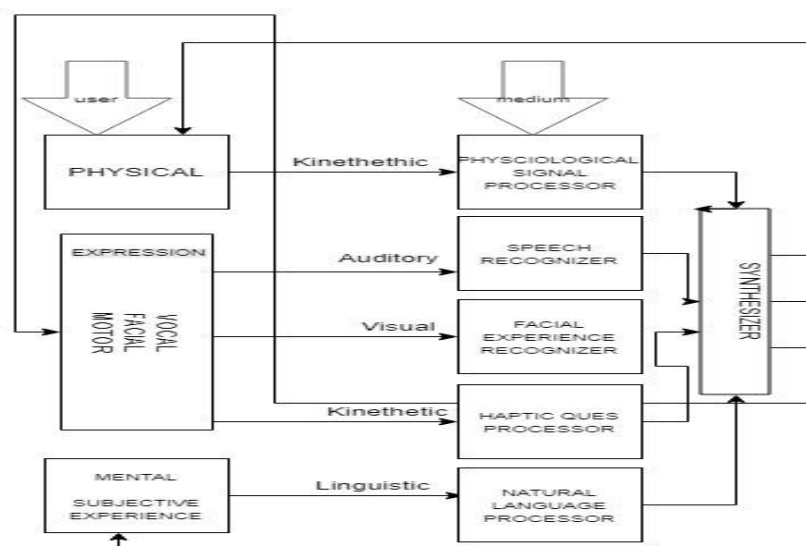 user
medium
PHYSICAL
Kinethethic
PHYSCIOLOGICAL
SIGNAL
PROCESSOR
EXPRESSION
VOCAL
FACIAL
MOTOR
Auditory
SPEECH
RECOGNIZER
Visual
FACIAL
EXPERIENCE
RECOGNIZER
Kinethetic
HAPTIC QUES
PROCESSOR
SYNTHESIZER
MENTAL
SUBJECTIVE
EXPERIENCE
Linguistic
NATURAL
LANGUAGE
PROCESSOR